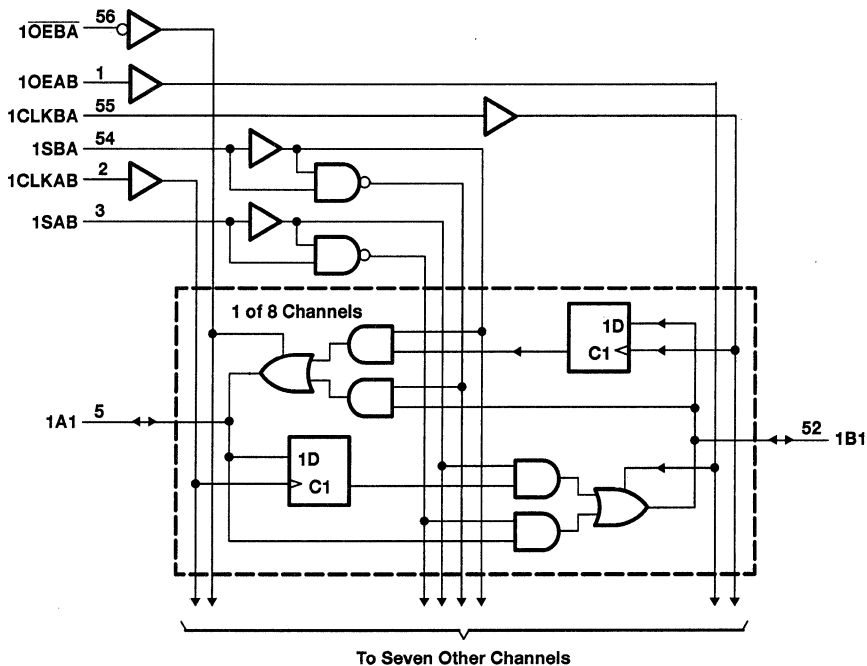 56
1O̅E̅B̅A̅
1
1OEAB
55
1CLKBA
54
1SBA
2
1CLKAB
3
1SAB
1 of 8 Channels
1D
C1
5
1A1
52
1B1
1D
C1
To Seven Other Channels